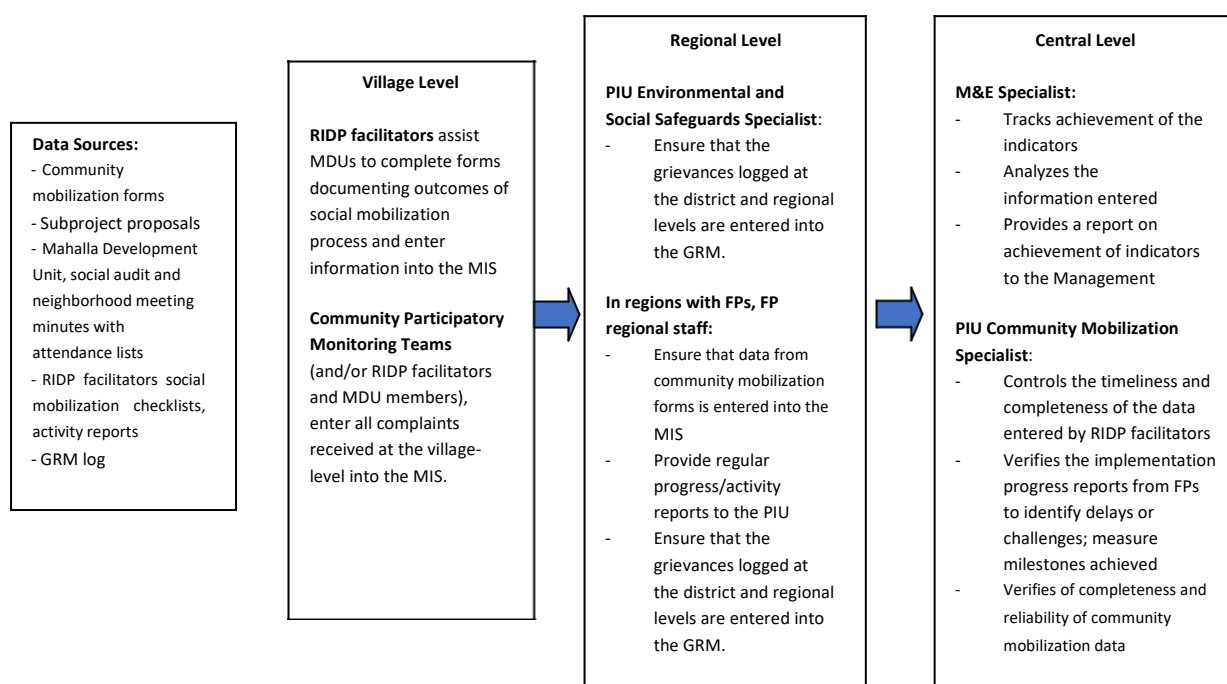 Data Sources:
- Community
mobilization forms
- Subproject proposals
- Mahalla Development
Unit, social audit and
neighborhood meeting
minutes with
attendance lists
- RIDP facilitators social
mobilization checklists,
activity reports
- GRM log
Village Level
RIDP facilitators assist
MDUs to complete forms
documenting outcomes of
social mobilization
process and enter
information into the MIS
Community Participatory
Monitoring Teams
(and/or RIDP facilitators
and MDU members),
enter all complaints
received at the village-
level into the MIS.
Regional Level
PIU Environmental and
Social Safeguards Specialist:
- Ensure that the
grievances logged at
the district and regional
levels are entered into
the GRM.
In regions with FPs, FP
regional staff:
- Ensure that data from
community mobilization
forms is entered into the
MIS
- Provide regular
progress/activity
reports to the PIU
- Ensure that the
grievances logged at
the district and regional
levels are entered into
the GRM.
Central Level
M&E Specialist:
- Tracks achievement of the
indicators
- Analyzes the
information entered
- Provides a report on
achievement of indicators
to the Management
PIU Community Mobilization
Specialist:
- Controls the timeliness and
completeness of the data
entered by RIDP facilitators
- Verifies the implementation
progress reports from FPs
to identify delays or
challenges; measure
milestones achieved
- Verifies of completeness and
reliability of community
mobilization data